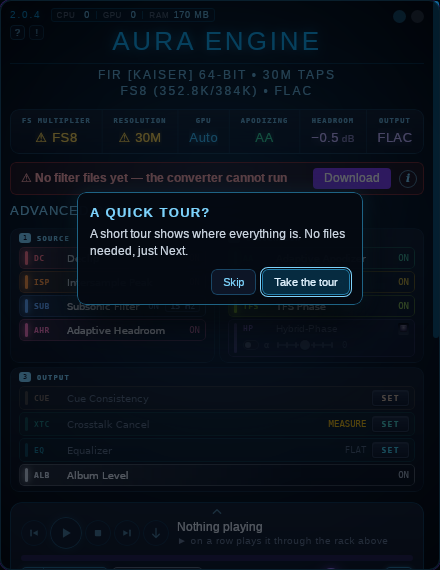 2.0.4 CPU 0 GPU 0 RAM 170 MB
? !
AURA ENGINE
FIR [KAISER] 64-BIT • 30M TAPS
FS8 (352.8K/384K) • FLAC
FS MULTIPLIER RESOLUTION GPU APODIZING HEADROOM OUTPUT
⚠ FS8 ⚠ 30M Auto AA −0.5 dB FLAC
⚠ No filter files yet — the converter cannot run Download i
ADVANCE
A QUICK TOUR?
A short tour shows where everything is. No files
needed, just Next.
Skip Take the tour
1 SOURCE
DC ON
ISP ON
SUB Subsonic Filter ON
AHR Adaptive Headroom ON
HP Hybrid-Phase
TFS Phase
3 OUTPUT
CUE Cue Consistency SET
XTC Crosstalk Cancel MEASURE SET
EQ Equalizer FLAT SET
ALB Album Level ON
Nothing playing
► on a row plays it through the rack above